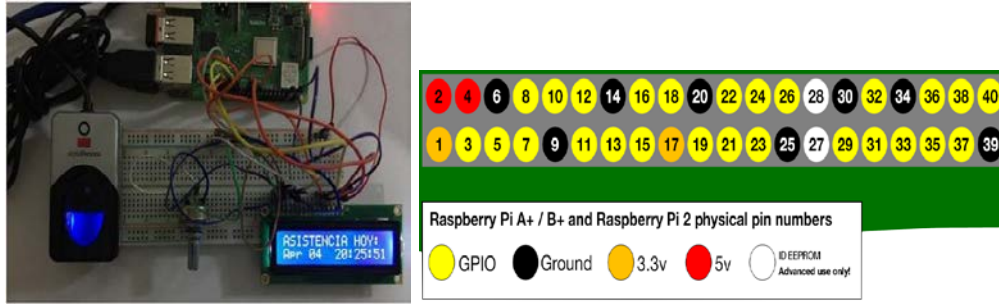 ASISTENCIA HOY:
Apr 04 20:25:51
2 4 6 8 10 12 14 16 18 20 22 24 26 28 30 32 34 36 38 40
1 3 5 7 9 11 13 15 17 19 21 23 25 27 29 31 33 35 37 39
Raspberry Pi A+ / B+ and Raspberry Pi 2 physical pin numbers
GPIO Ground 3.3v 5v ID EEPROM
Advanced use only!